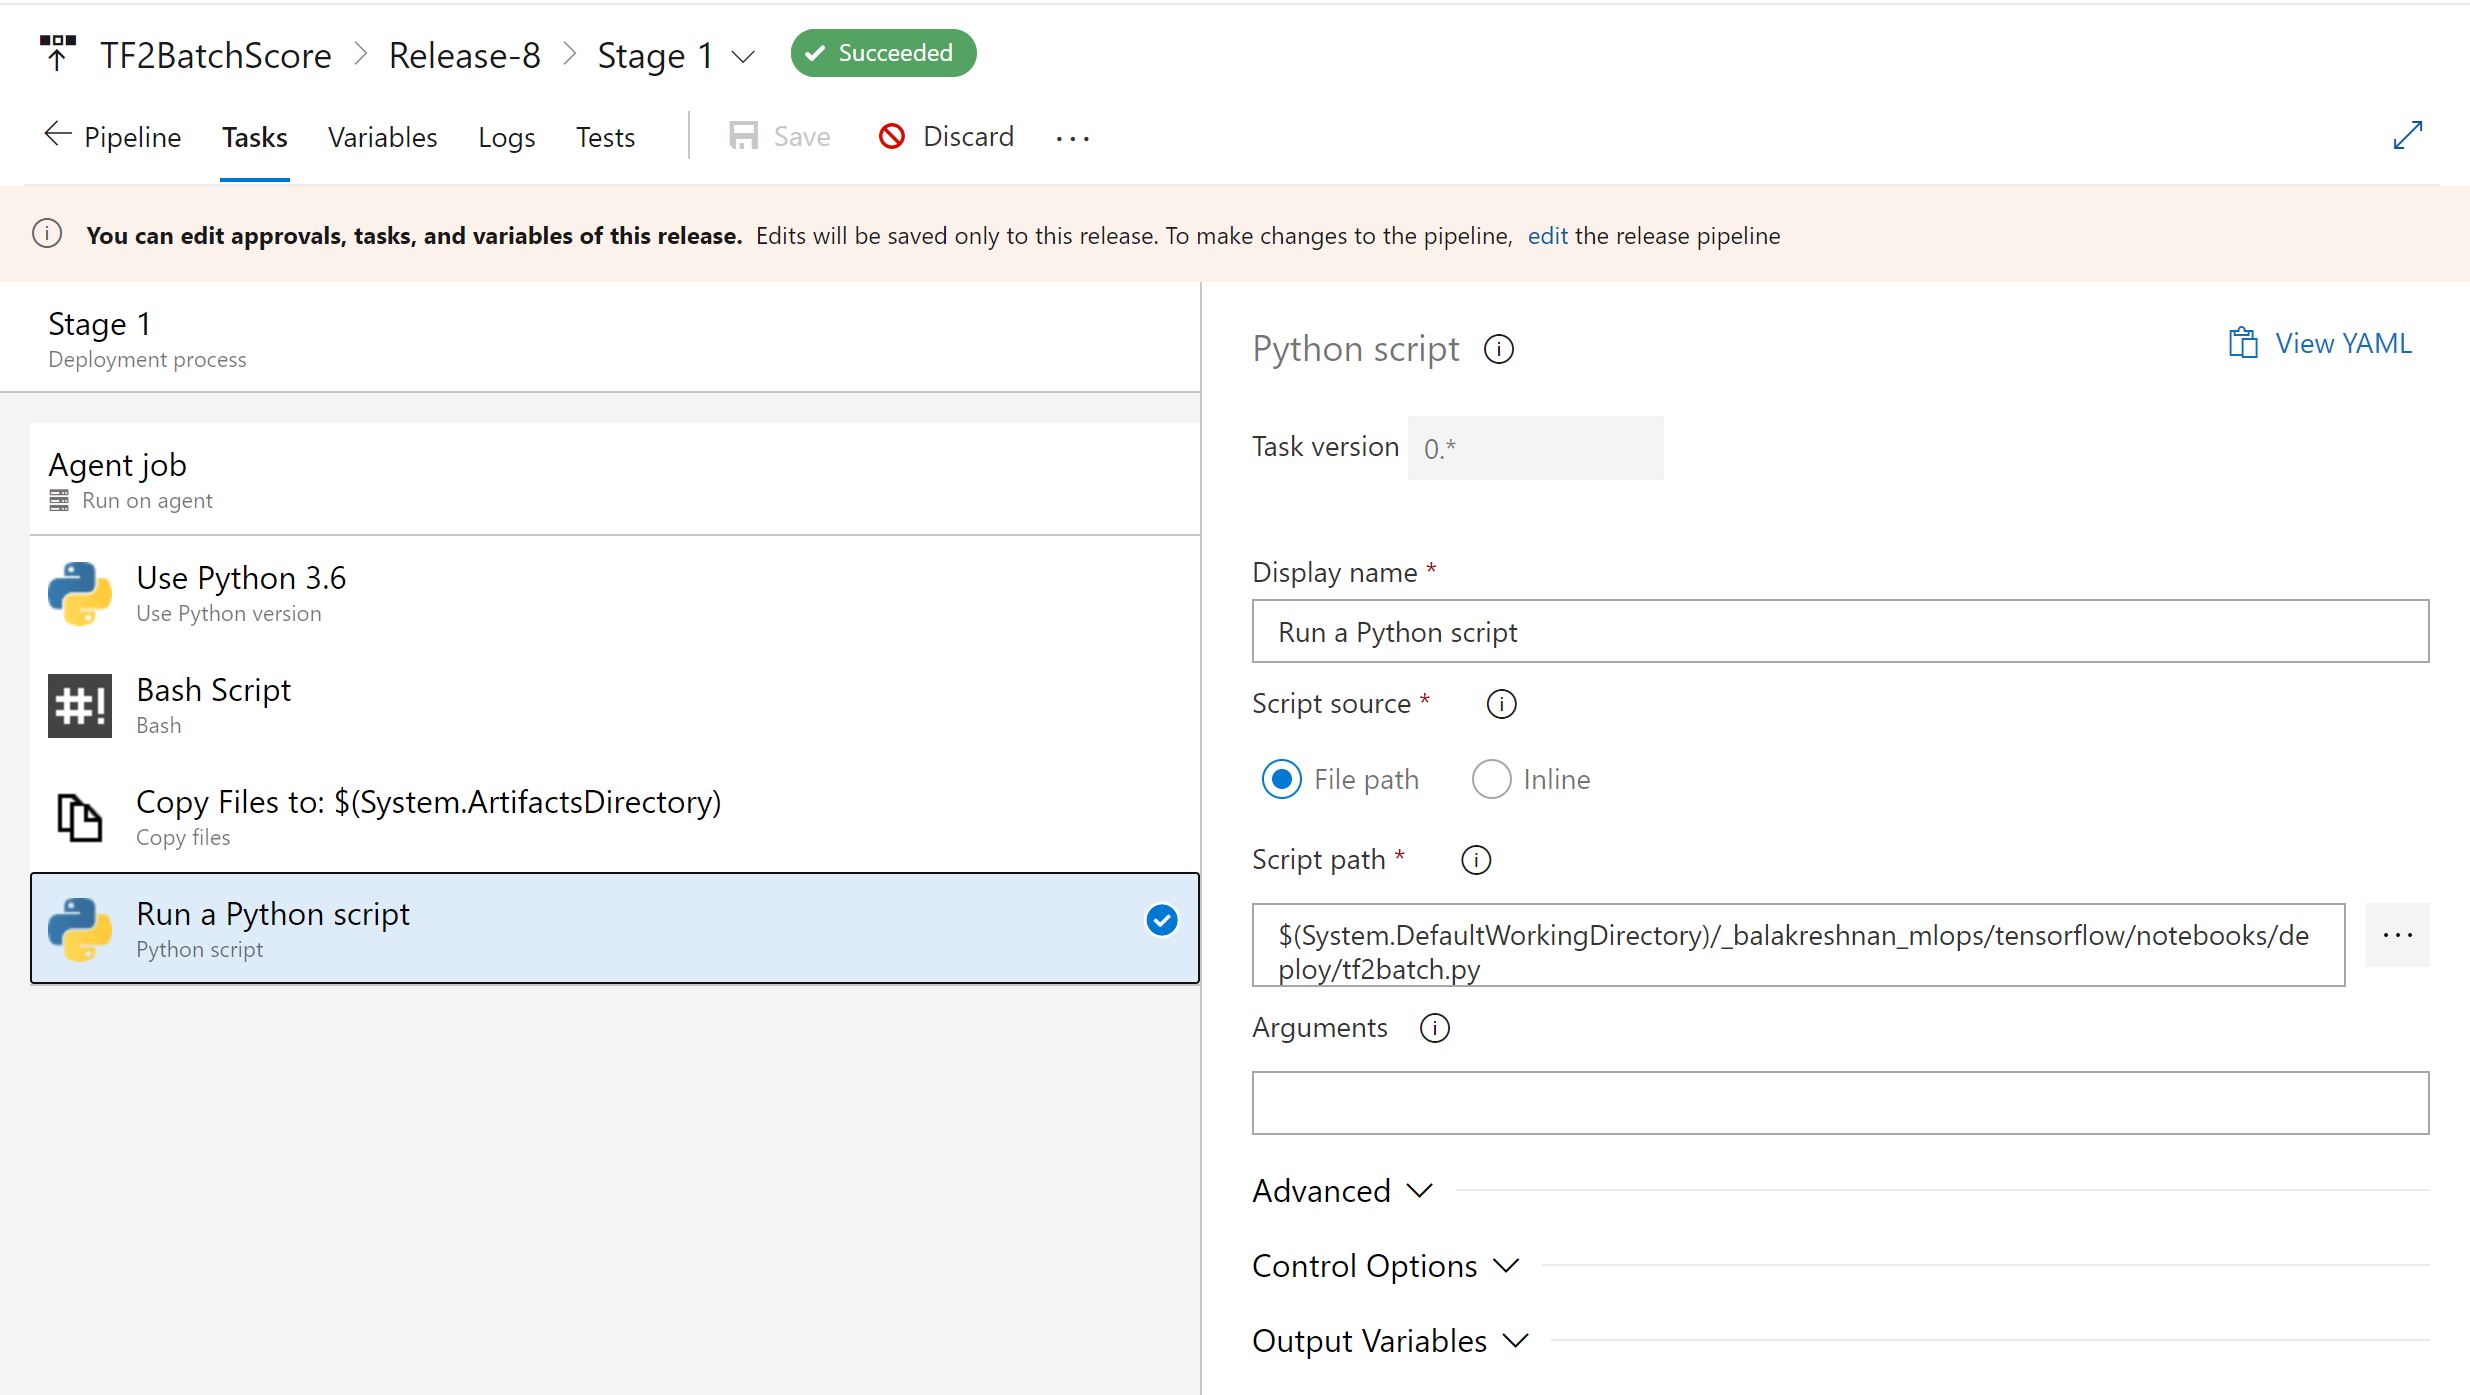 TF2BatchScore > Release-8 > Stage 1 Succeeded
Pipeline Tasks Variables Logs Tests Save Discard ...
You can edit approvals, tasks, and variables of this release. Edits will be saved only to this release. To make changes to the pipeline, edit the release pipeline
Stage 1
Deployment process
Agent job
Run on agent
Use Python 3.6
Use Python version
#!
Bash Script
Bash
Copy Files to: $(System.ArtifactsDirectory)
Copy files
Run a Python script
Python script
Python script
View YAML
Task version 0.*
Display name *
Run a Python script
Script source *
File path Inline
Script path *
$(System.DefaultWorkingDirectory)/_balakreshnan_mlops/tensorflow/notebooks/de
ploy/tf2batch.py
...
Arguments
Advanced
Control Options
Output Variables